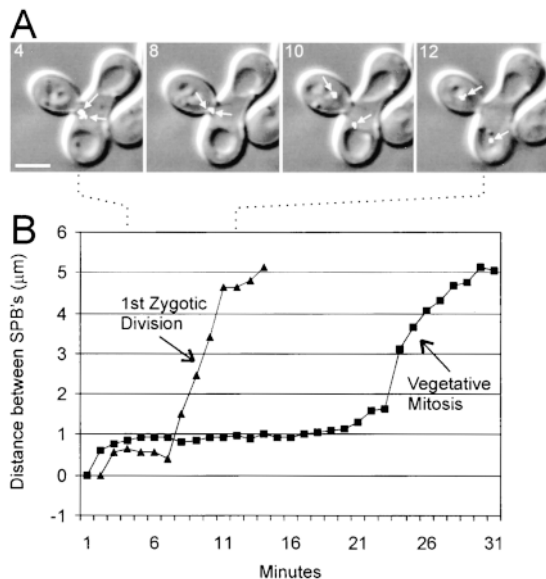 A
4
8
10
12
B
6
5
4
3
2
1
0
-1
Distance between SPB's (μm)
1st Zygotic
Division
Vegetative
Mitosis
1 6 11 16 21 26 31
Minutes